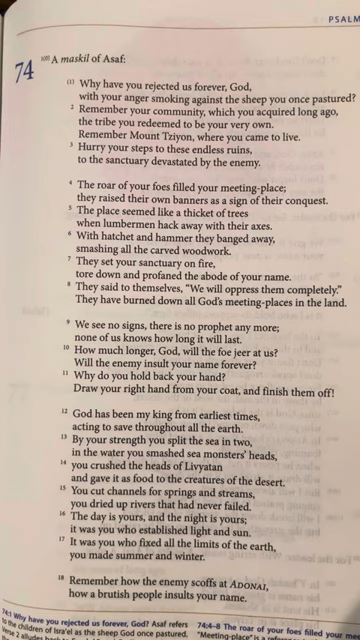 PSALM
74 ⁽⁰⁾ A maskil of Asaf:
⁽¹⁾ Why have you rejected us forever, God,
with your anger smoking against the sheep you once pastured?
² Remember your community, which you acquired long ago,
the tribe you redeemed to be your very own.
Remember Mount Tziyon, where you came to live.
³ Hurry your steps to these endless ruins,
to the sanctuary devastated by the enemy.
⁴ The roar of your foes filled your meeting-place;
they raised their own banners as a sign of their conquest.
⁵ The place seemed like a thicket of trees
when lumbermen hack away with their axes.
⁶ With hatchet and hammer they banged away,
smashing all the carved woodwork.
⁷ They set your sanctuary on fire,
tore down and profaned the abode of your name.
⁸ They said to themselves, “We will oppress them completely.”
They have burned down all God's meeting-places in the land.
⁹ We see no signs, there is no prophet any more;
none of us knows how long it will last.
¹⁰ How much longer, God, will the foe jeer at us?
Will the enemy insult your name forever?
¹¹ Why do you hold back your hand?
Draw your right hand from your coat, and finish them off!
¹² God has been my king from earliest times,
acting to save throughout all the earth.
¹³ By your strength you split the sea in two,
in the water you smashed sea monsters' heads,
¹⁴ you crushed the heads of Livyatan
and gave it as food to the creatures of the desert.
¹⁵ You cut channels for springs and streams,
you dried up rivers that had never failed.
¹⁶ The day is yours, and the night is yours;
it was you who established light and sun.
¹⁷ It was you who fixed all the limits of the earth,
you made summer and winter.
¹⁸ Remember how the enemy scoffs at ADONAI,
how a brutish people insults your name.
74:1 Why have you rejected us forever, God? Asaf refers
to the children of Isra'el as the sheep God once pastured.
74:4–8 The roar of your foes filled your
"Meeting-place"